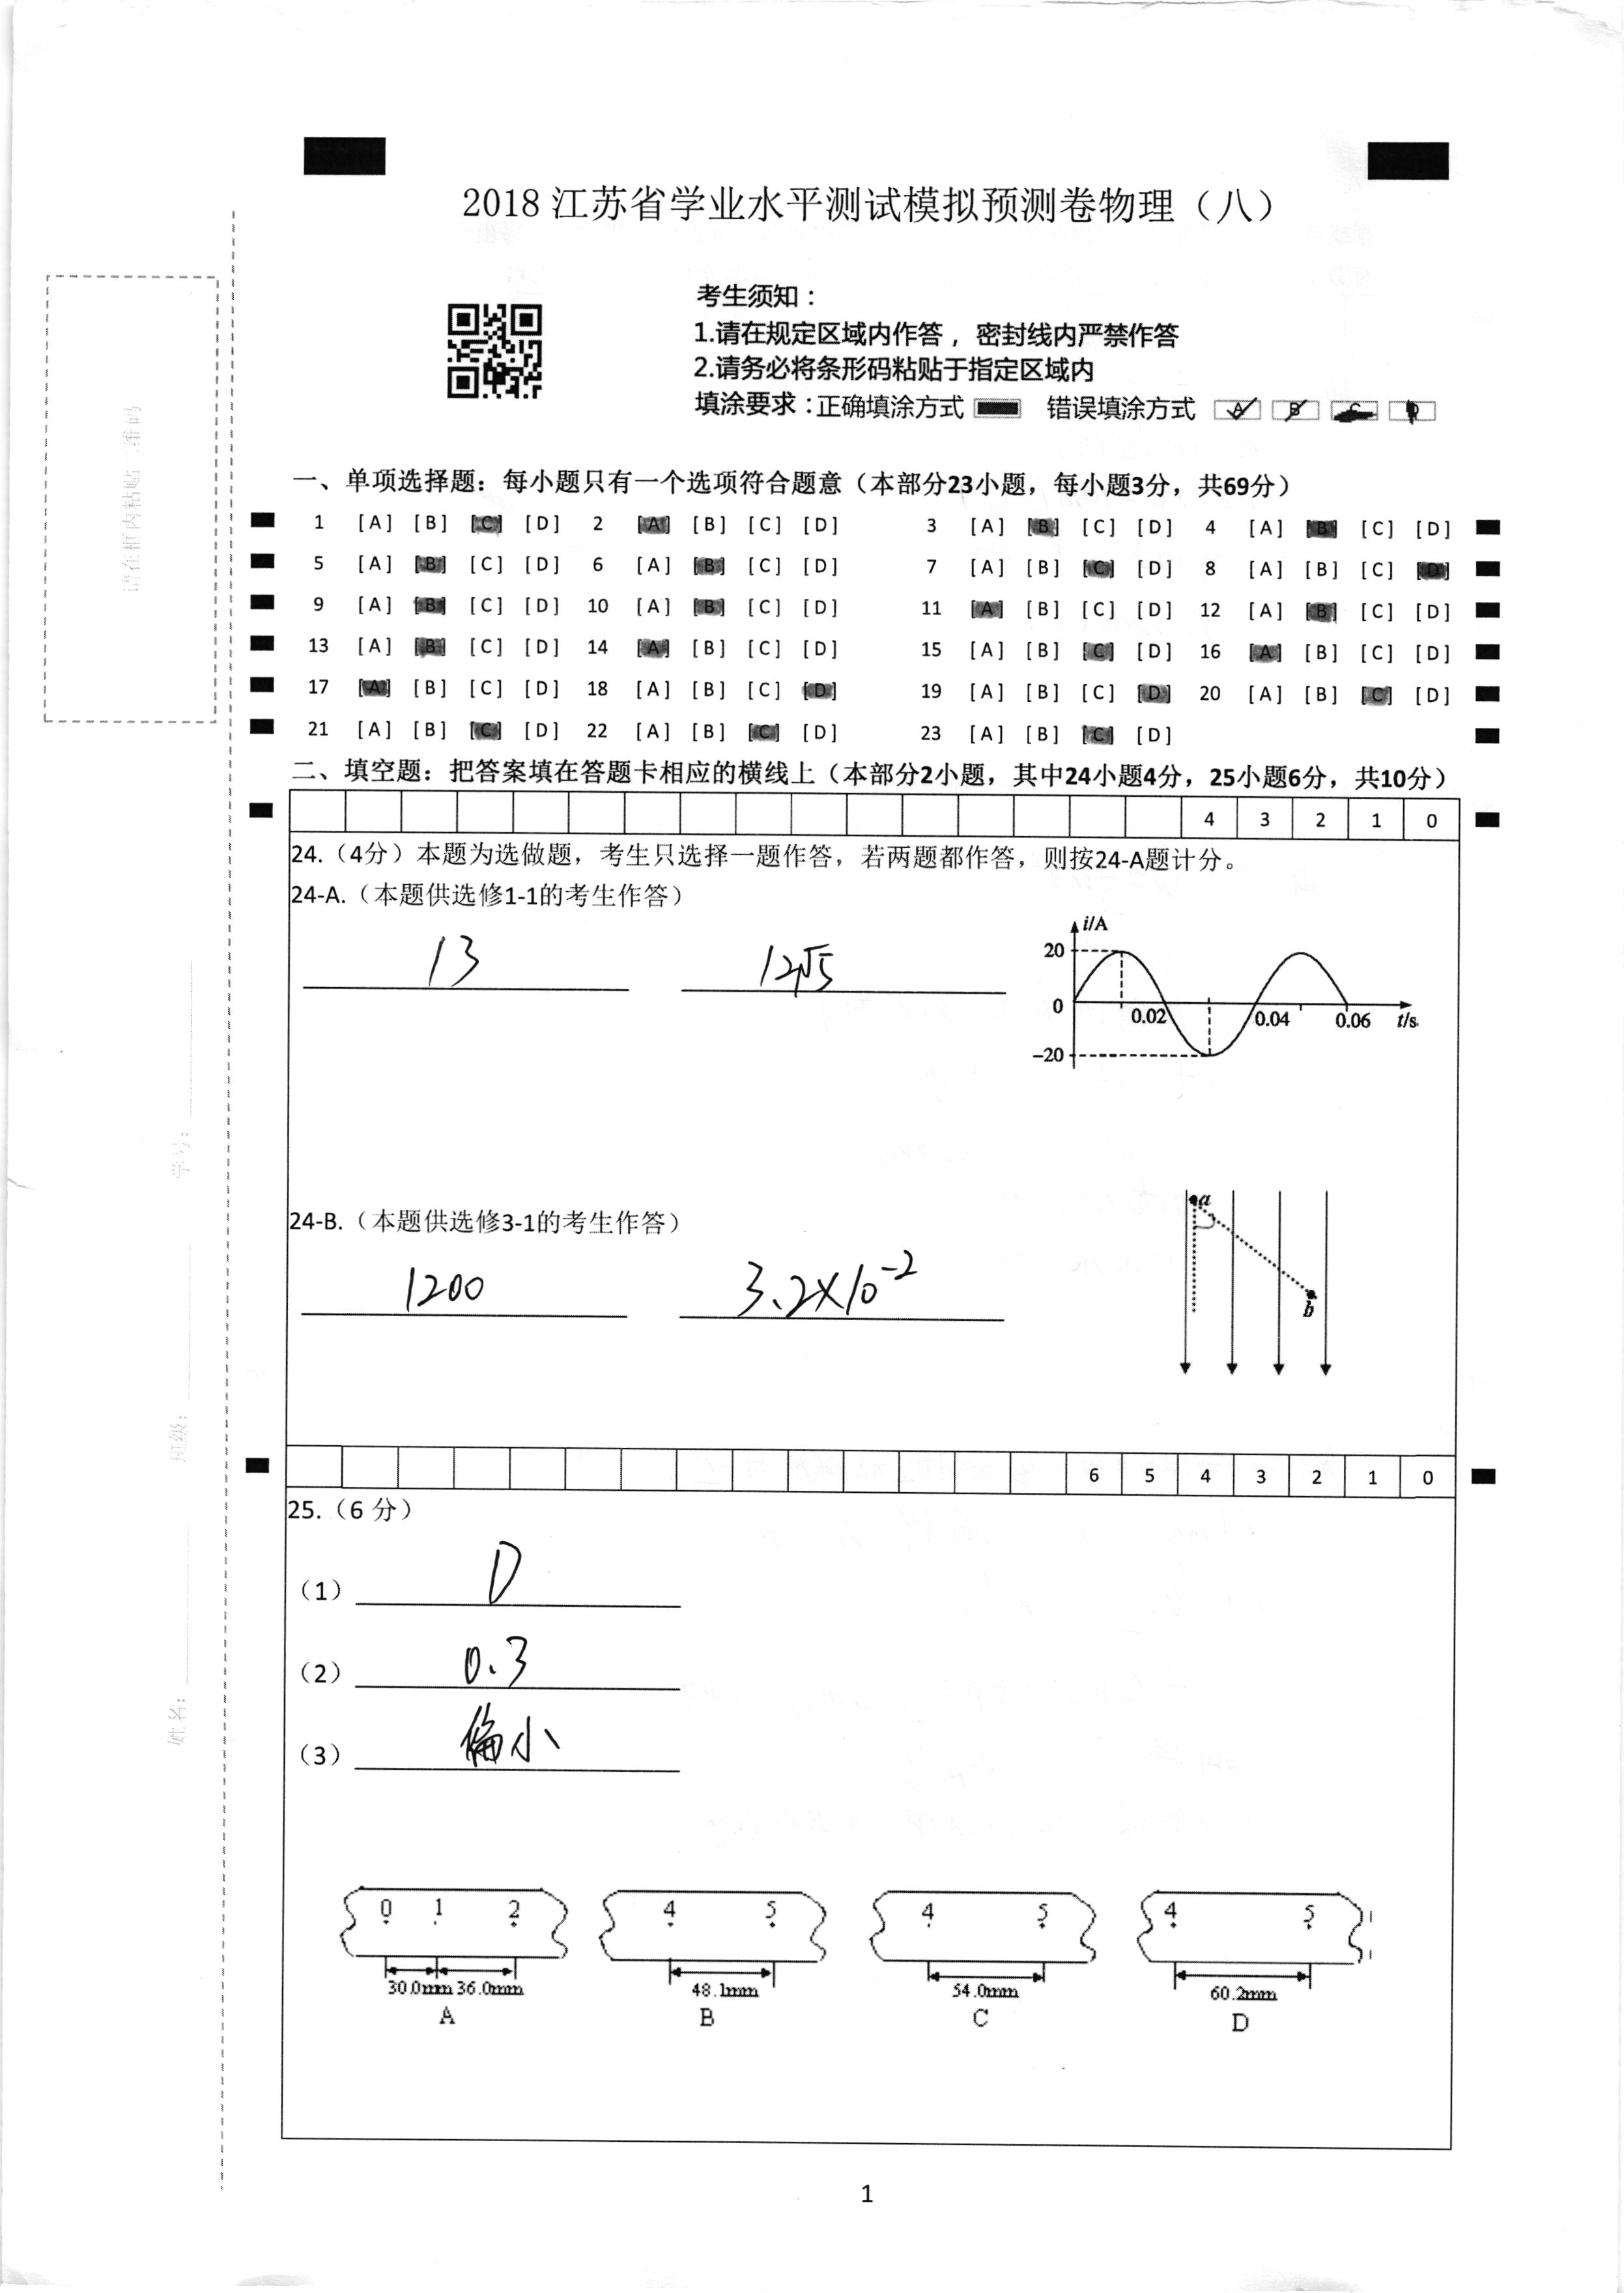 2018江苏省学业水平测试模拟预测卷物理（八）
考生须知：
1.请在规定区域内作答，密封线内严禁作答
2.请务必将条形码粘贴于指定区域内
填涂要求：正确填涂方式 错误填涂方式 A B C D
请在框内粘贴二维码
学号：
班级：
姓名：
一、单项选择题：每小题只有一个选项符合题意（本部分23小题，每小题3分，共69分）
1 [A] [B] [C] [D] 2 [A] [B] [C] [D] 3 [A] [B] [C] [D] 4 [A] [B] [C] [D]
5 [A] [B] [C] [D] 6 [A] [B] [C] [D] 7 [A] [B] [C] [D] 8 [A] [B] [C] [D]
9 [A] [B] [C] [D] 10 [A] [B] [C] [D] 11 [A] [B] [C] [D] 12 [A] [B] [C] [D]
13 [A] [B] [C] [D] 14 [A] [B] [C] [D] 15 [A] [B] [C] [D] 16 [A] [B] [C] [D]
17 [A] [B] [C] [D] 18 [A] [B] [C] [D] 19 [A] [B] [C] [D] 20 [A] [B] [C] [D]
21 [A] [B] [C] [D] 22 [A] [B] [C] [D] 23 [A] [B] [C] [D]
二、填空题：把答案填在答题卡相应的横线上（本部分2小题，其中24小题4分，25小题6分，共10分）
4 3 2 1 0
24.（4分）本题为选做题，考生只选择一题作答，若两题都作答，则按24-A题计分。
24-A.（本题供选修1-1的考生作答）
13 12√5
i/A
20
0 0.02 0.04 0.06 t/s
-20
24-B.（本题供选修3-1的考生作答）
1200 3.2×10⁻²
a
b
6 5 4 3 2 1 0
25.（6 分）
（1） D
（2） 0.3
（3） 偏小
0 1 2 4 5 4 5 4 5
30.0mm 36.0mm 48.1mm 54.0mm 60.2mm
A B C D
1